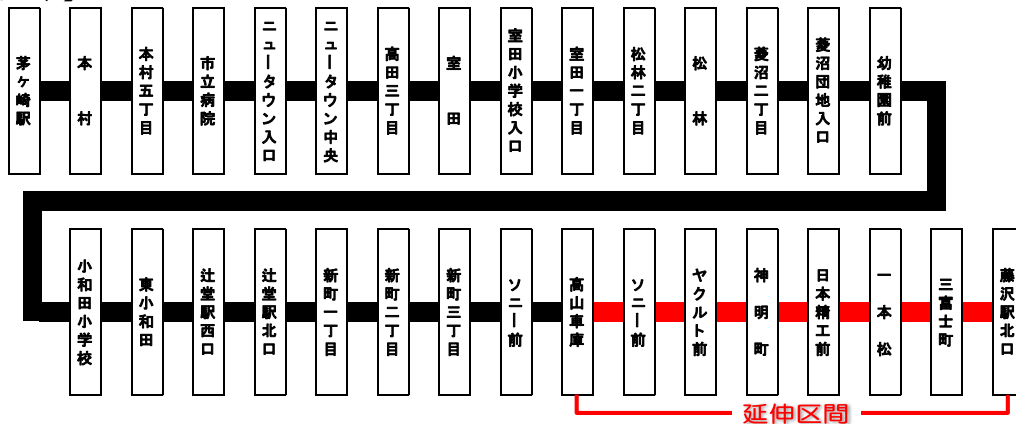 茅ヶ崎駅
本村
本村五丁目
市立病院
ニュータウン入口
ニュータウン中央
高田三丁目
室田
室田小学校入口
室田一丁目
松林二丁目
松林
菱沼二丁目
菱沼団地入口
幼稚園前
小和田小学校
東小和田
辻堂駅西口
辻堂駅北口
新町一丁目
新町二丁目
新町三丁目
ソニー前
高山車庫
ソニー前
ヤクルト前
神明町
日本精工前
一本松
三富士町
藤沢駅北口
延伸区間